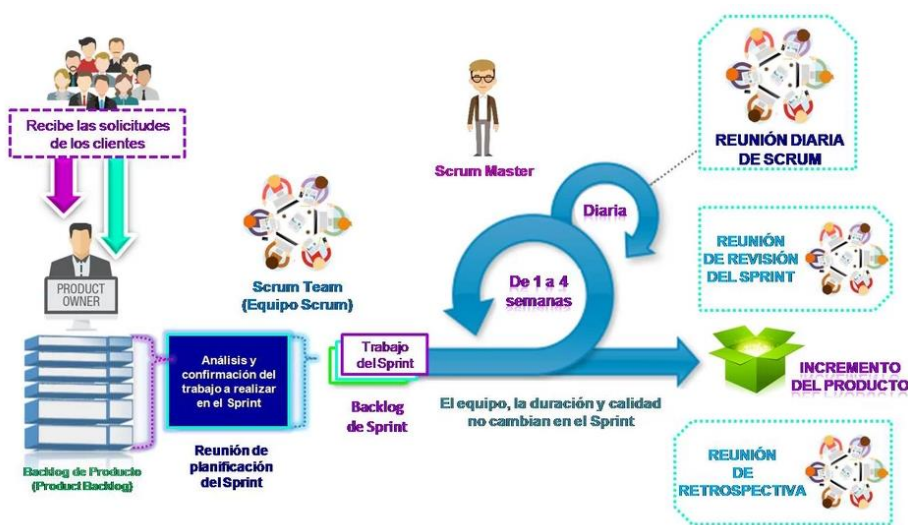 Recibe las solicitudes
de los clientes
PRODUCT
OWNER
Backlog de Producto
(Product Backlog)
Análisis y
confirmación del
trabajo a realizar
en el Sprint
Reunión de
planificación
del Sprint
Scrum Team
(Equipo Scrum)
Trabajo
del Sprint
Backlog
de Sprint
Scrum Master
De 1 a 4
semanas
Diaria
El equipo, la duración y calidad
no cambian en el Sprint
REUNIÓN DIARIA
DE SCRUM
REUNIÓN
DE REVISIÓN
DEL SPRINT
INCREMENTO
DEL PRODUCTO
REUNIÓN
DE
RETROSPECTIVA